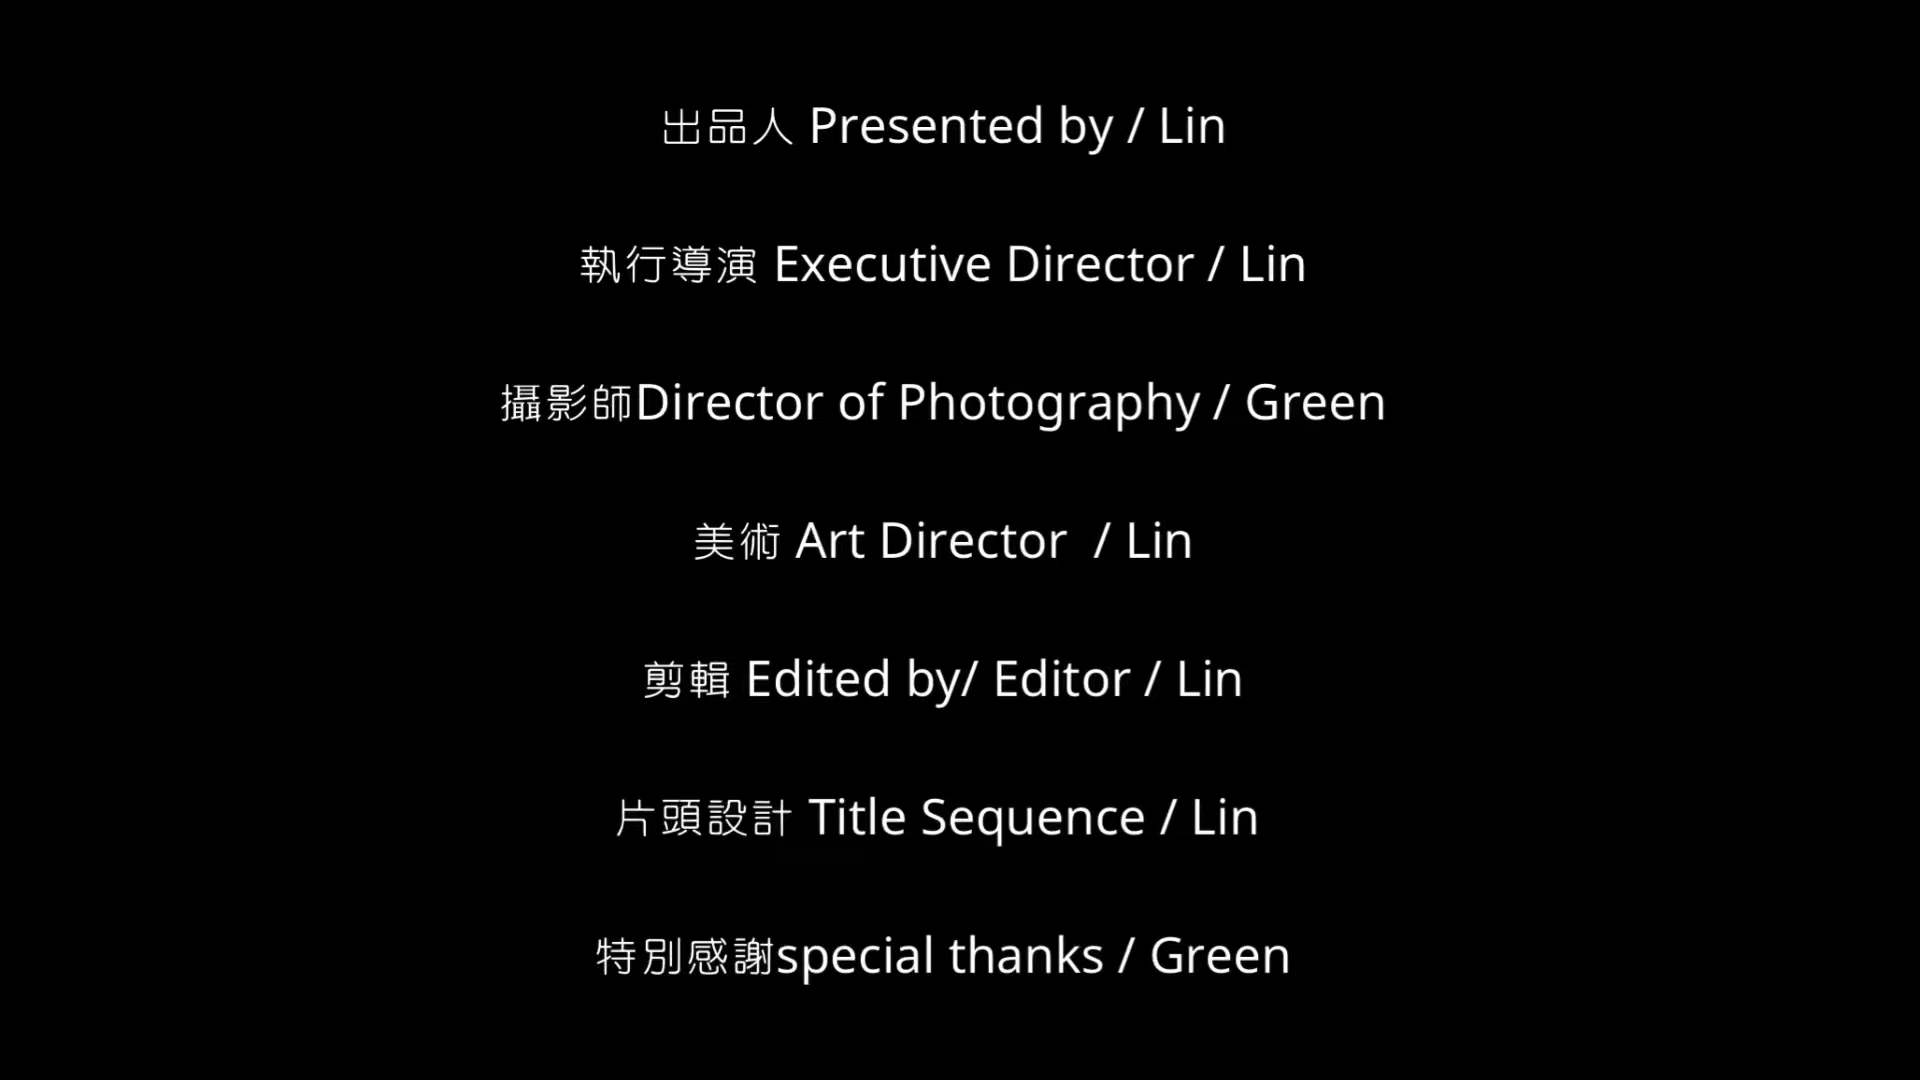 出品人 Presented by / Lin
執行導演 Executive Director / Lin
攝影師Director of Photography / Green
美術 Art Director  / Lin
剪輯 Edited by/ Editor / Lin
片頭設計 Title Sequence / Lin
特別感謝special thanks / Green